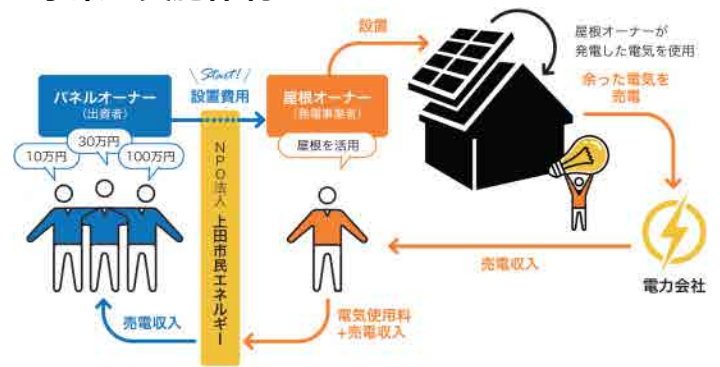 パネルオーナー
（出資者）
10万円
30万円
100万円
Start!
設置費用
屋根オーナー
（発電事業者）
屋根を活用
設置
屋根オーナーが
発電した電気を使用
余った電気を
売電
電力会社
売電収入
電気使用料
+売電収入
NPO法人 上田市民エネルギー
売電収入